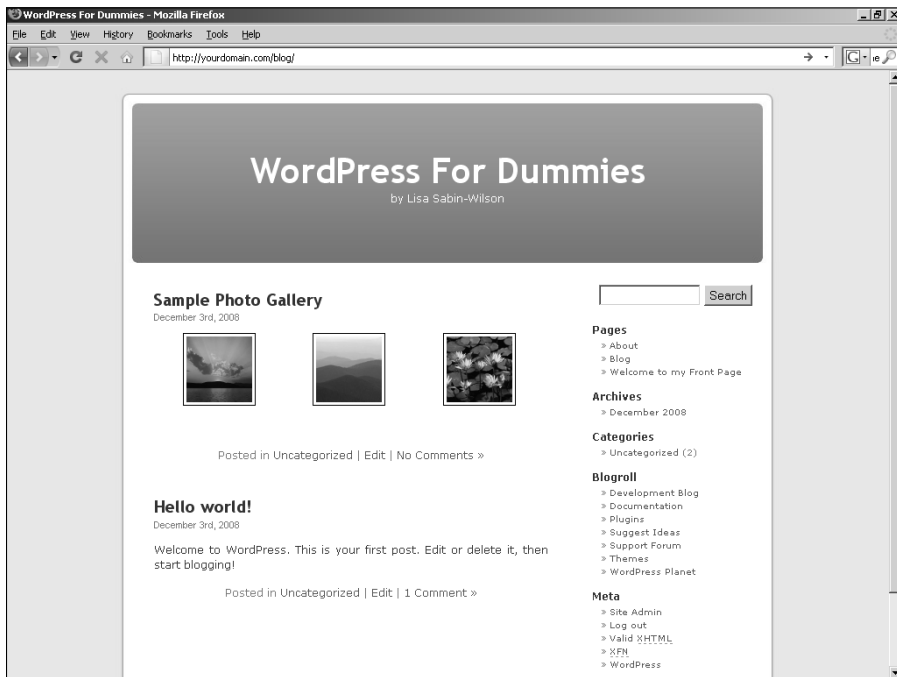 WordPress For Dummies - Mozilla Firefox
File Edit View History Bookmarks Tools Help
http://yourdomain.com/blog/
G
WordPress For Dummies
by Lisa Sabin-Wilson
Sample Photo Gallery
December 3rd, 2008
Posted in Uncategorized | Edit | No Comments »
Hello world!
December 3rd, 2008
Welcome to WordPress. This is your first post. Edit or delete it, then
start blogging!
Posted in Uncategorized | Edit | 1 Comment »
Search
Pages
» About
» Blog
» Welcome to my Front Page
Archives
» December 2008
Categories
» Uncategorized (2)
Blogroll
» Development Blog
» Documentation
» Plugins
» Suggest Ideas
» Support Forum
» Themes
» WordPress Planet
Meta
» Site Admin
» Log out
» Valid XHTML
» XFN
» WordPress